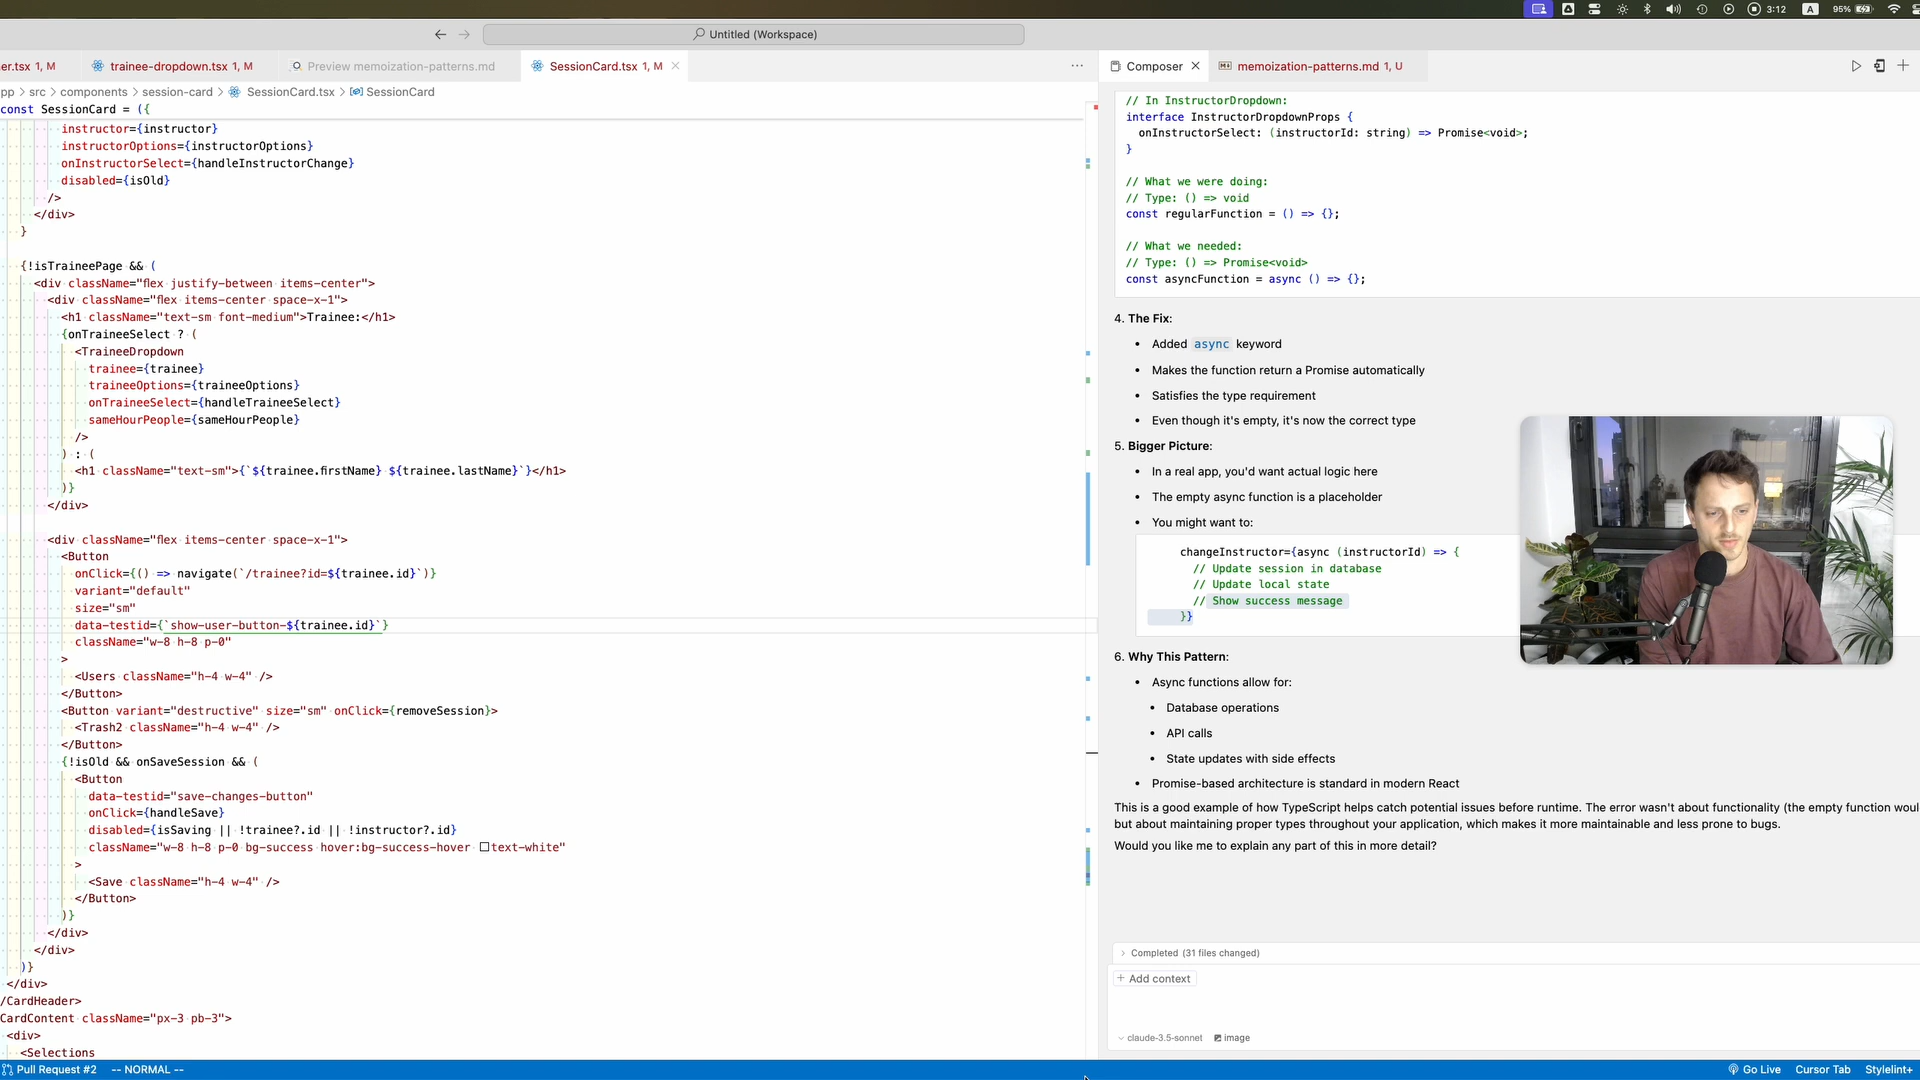 3:12 A 95%
Untitled (Workspace)
er.tsx 1, M
trainee-dropdown.tsx 1, M
Preview memoization-patterns.md
SessionCard.tsx 1, M
Composer
memoization-patterns.md 1, U
pp > src > components > session-card > SessionCard.tsx > SessionCard
const SessionCard = ({
instructor={instructor}
instructorOptions={instructorOptions}
onInstructorSelect={handleInstructorChange}
disabled={isOld}
/>
</div>
}
{!isTraineePage && (
<div className="flex justify-between items-center">
<div className="flex items-center space-x-1">
<h1 className="text-sm font-medium">Trainee:</h1>
{onTraineeSelect ? (
<TraineeDropdown
trainee={trainee}
traineeOptions={traineeOptions}
onTraineeSelect={handleTraineeSelect}
sameHourPeople={sameHourPeople}
/>
) : (
<h1 className="text-sm">{`${trainee.firstName} ${trainee.lastName}`}</h1>
)}
</div>
<div className="flex items-center space-x-1">
<Button
onClick={() => navigate(`/trainee?id=${trainee.id}`)}
variant="default"
size="sm"
data-testid={`show-user-button-${trainee.id}`}
className="w-8 h-8 p-0"
>
<Users className="h-4 w-4" />
</Button>
<Button variant="destructive" size="sm" onClick={removeSession}>
<Trash2 className="h-4 w-4" />
</Button>
{!isOld && onSaveSession && (
<Button
data-testid="save-changes-button"
onClick={handleSave}
disabled={isSaving || !trainee?.id || !instructor?.id}
className="w-8 h-8 p-0 bg-success hover:bg-success-hover text-white"
>
<Save className="h-4 w-4" />
</Button>
)}
</div>
</div>
)}
</div>
/CardHeader>
CardContent className="px-3 pb-3">
<div>
<Selections
// In InstructorDropdown:
interface InstructorDropdownProps {
onInstructorSelect: (instructorId: string) => Promise<void>;
}
// What we were doing:
// Type: () => void
const regularFunction = () => {};
// What we needed:
// Type: () => Promise<void>
const asyncFunction = async () => {};
4. The Fix:
• Added async keyword
• Makes the function return a Promise automatically
• Satisfies the type requirement
• Even though it's empty, it's now the correct type
5. Bigger Picture:
• In a real app, you'd want actual logic here
• The empty async function is a placeholder
• You might want to:
changeInstructor={async (instructorId) => {
// Update session in database
// Update local state
// Show success message
}}
6. Why This Pattern:
• Async functions allow for:
• Database operations
• API calls
• State updates with side effects
• Promise-based architecture is standard in modern React
This is a good example of how TypeScript helps catch potential issues before runtime. The error wasn't about functionality (the empty function woul
but about maintaining proper types throughout your application, which makes it more maintainable and less prone to bugs.
Would you like me to explain any part of this in more detail?
> Completed (31 files changed)
+ Add context
claude-3.5-sonnet image
Pull Request #2 -- NORMAL --
Go Live Cursor Tab Stylelint+